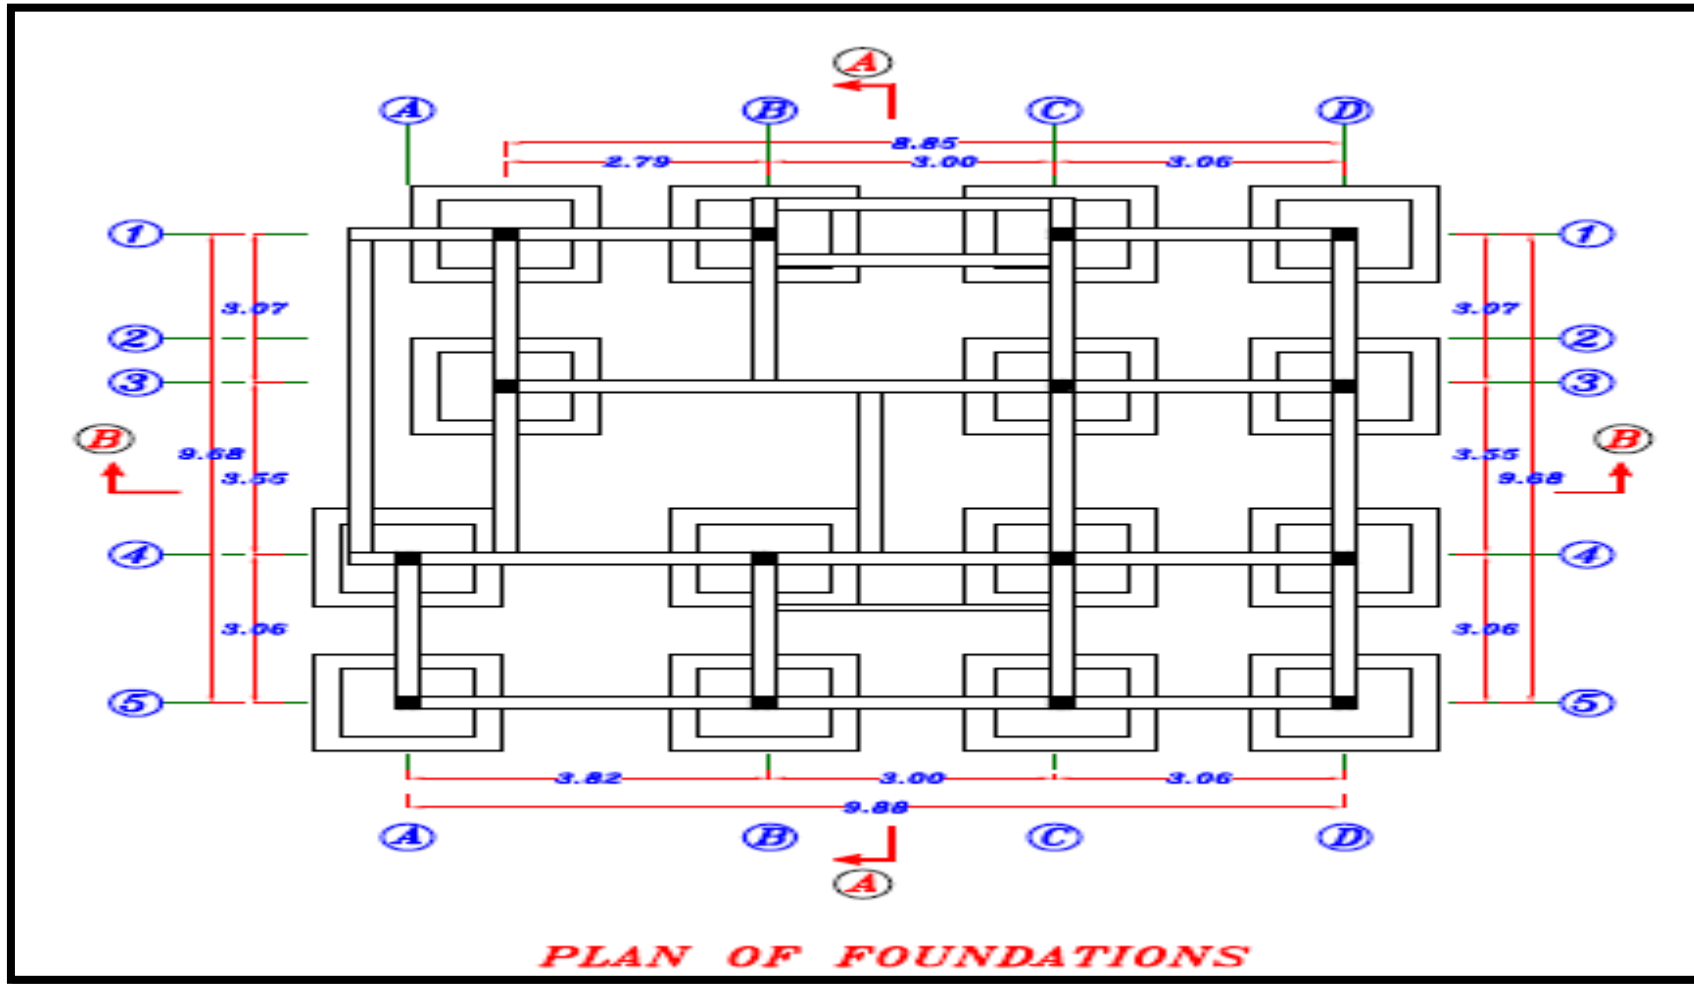 A
A B C D
8.85
2.79 3.00 3.06
1 1
3.07 3.07
2 2
3 3
B B
9.68 3.55
3.55 9.68
4 4
3.06 3.06
5 5
3.82 3.00 3.06
9.88
A B C D
A
PLAN OF FOUNDATIONS